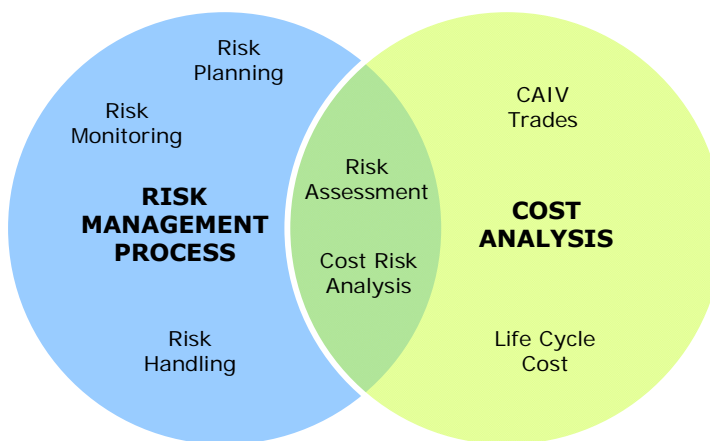 Risk
Planning
Risk
Monitoring
RISK
MANAGEMENT
PROCESS
Risk
Handling
Risk
Assessment
Cost Risk
Analysis
CAIV
Trades
COST
ANALYSIS
Life Cycle
Cost